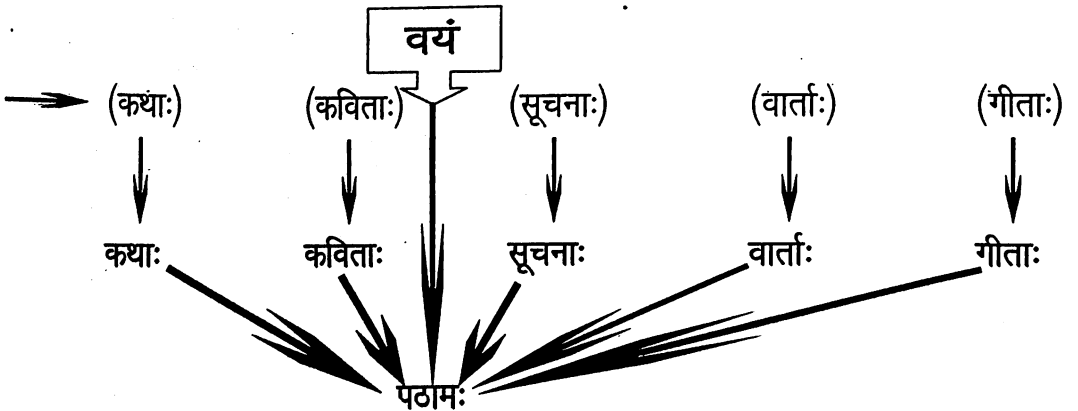 वयं
(कथाः) (कविताः) (सूचनाः) (वार्ताः) (गीताः)
कथाः कविताः सूचनाः वार्ताः गीताः
पठामः